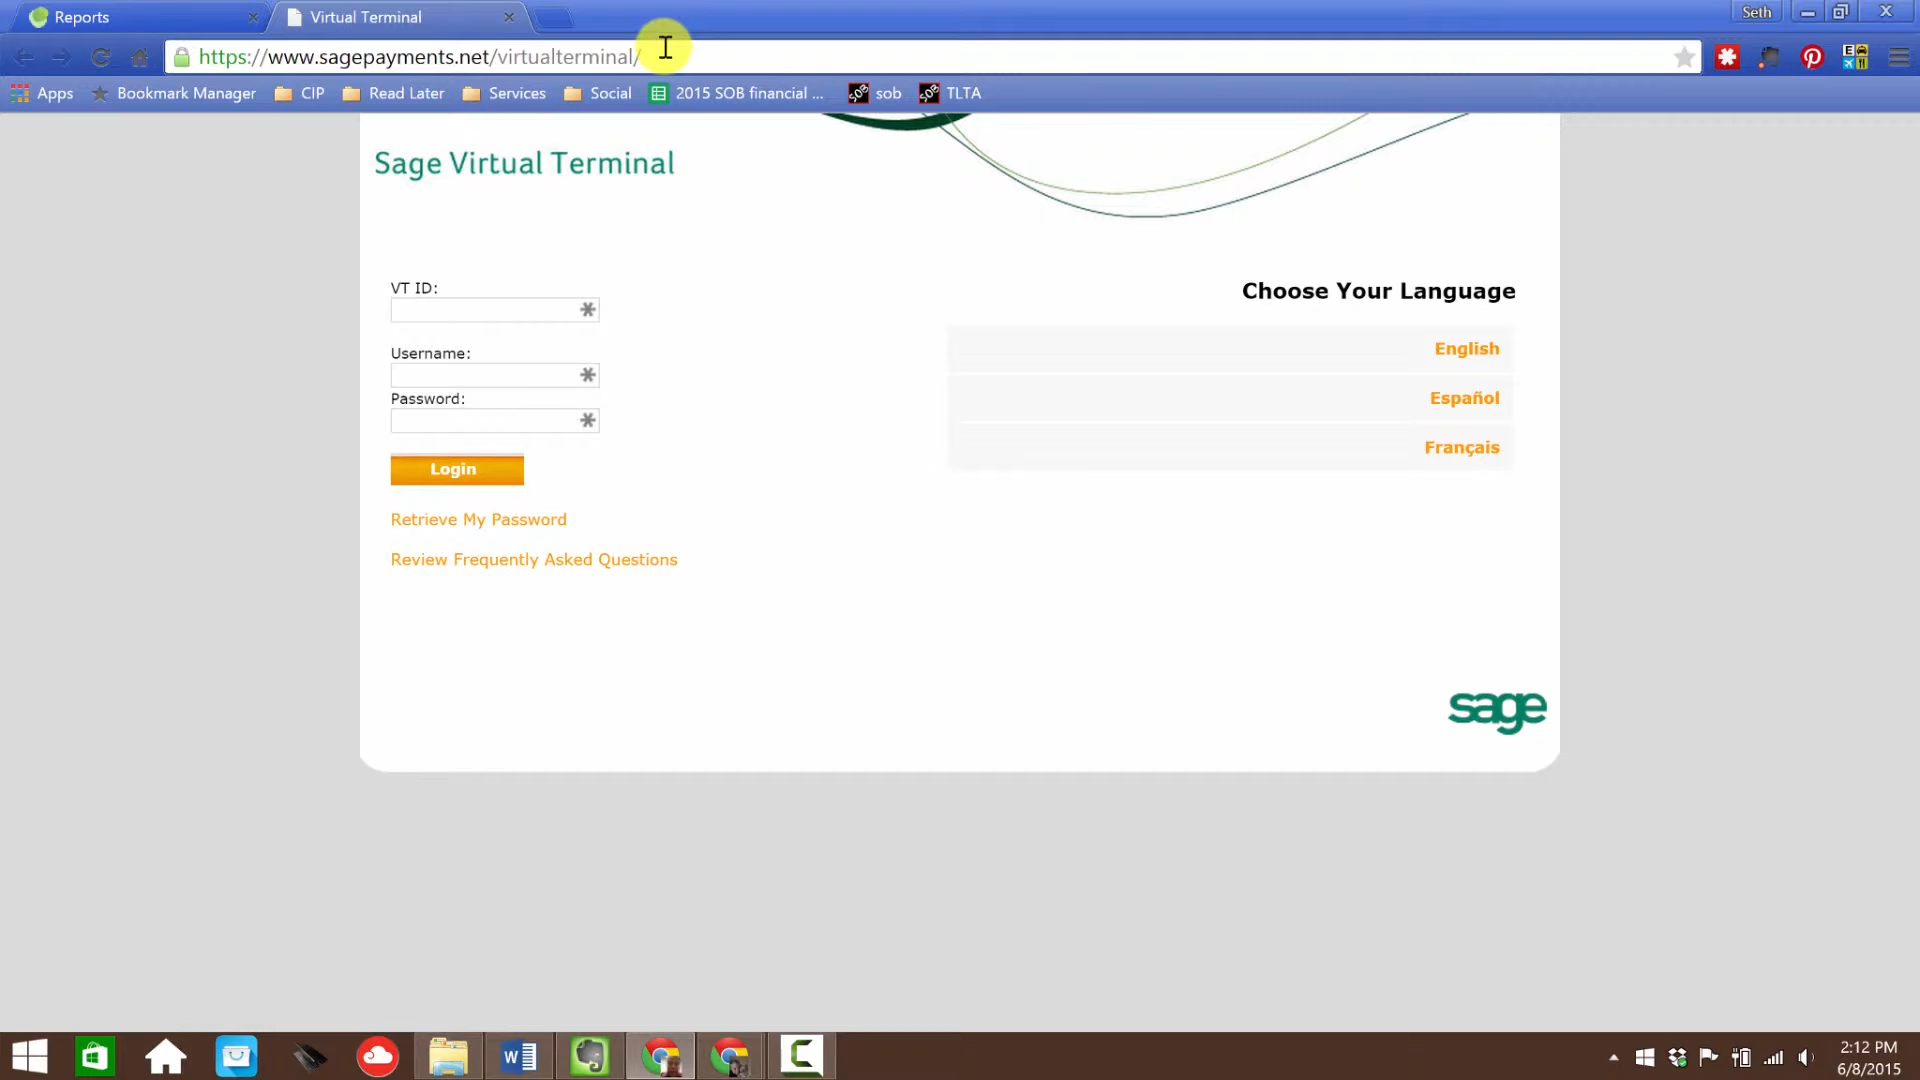 Reports
Virtual Terminal
Seth
https://www.sagepayments.net/virtualterminal/
Apps
Bookmark Manager
CIP
Read Later
Services
Social
2015 SOB financial ...
sob
TLTA
Sage Virtual Terminal
VT ID:
Username:
Password:
Login
Retrieve My Password
Review Frequently Asked Questions
Choose Your Language
English
Español
Français
sage
2:12 PM
6/8/2015